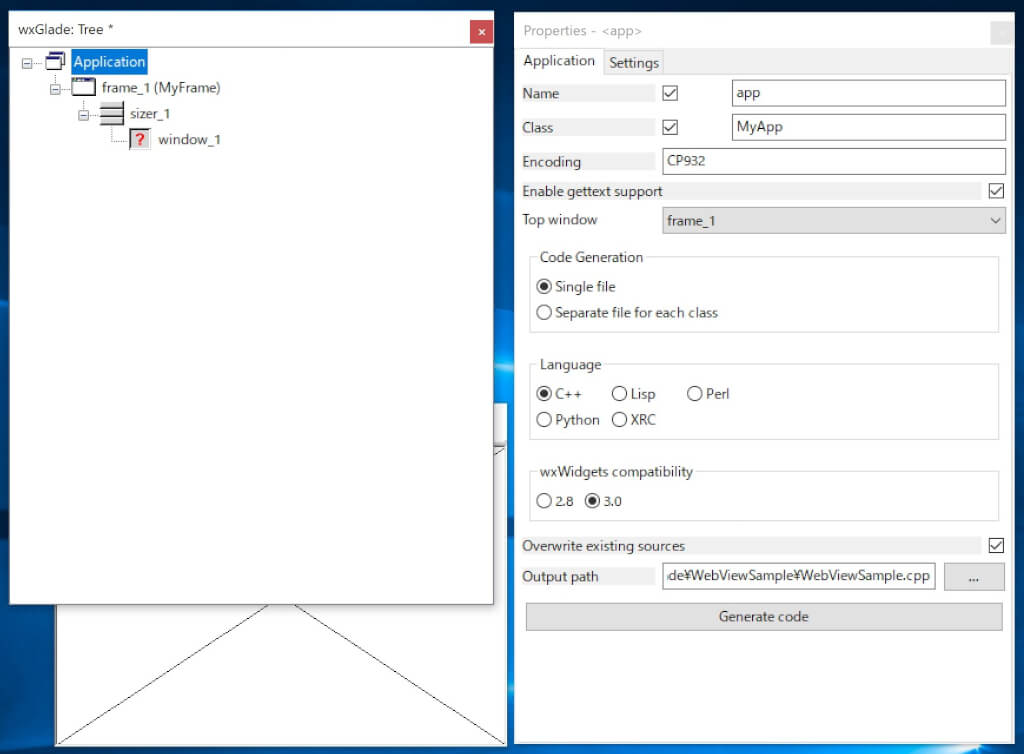 wxGlade: Tree *
Application
frame_1 (MyFrame)
sizer_1
? window_1
Properties - <app>
Application Settings
Name app
Class MyApp
Encoding CP932
Enable gettext support
Top window frame_1
Code Generation
Single file
Separate file for each class
Language
C++ Lisp Perl
Python XRC
wxWidgets compatibility
2.8 3.0
Overwrite existing sources
Output path de¥WebViewSample¥WebViewSample.cpp ...
Generate code